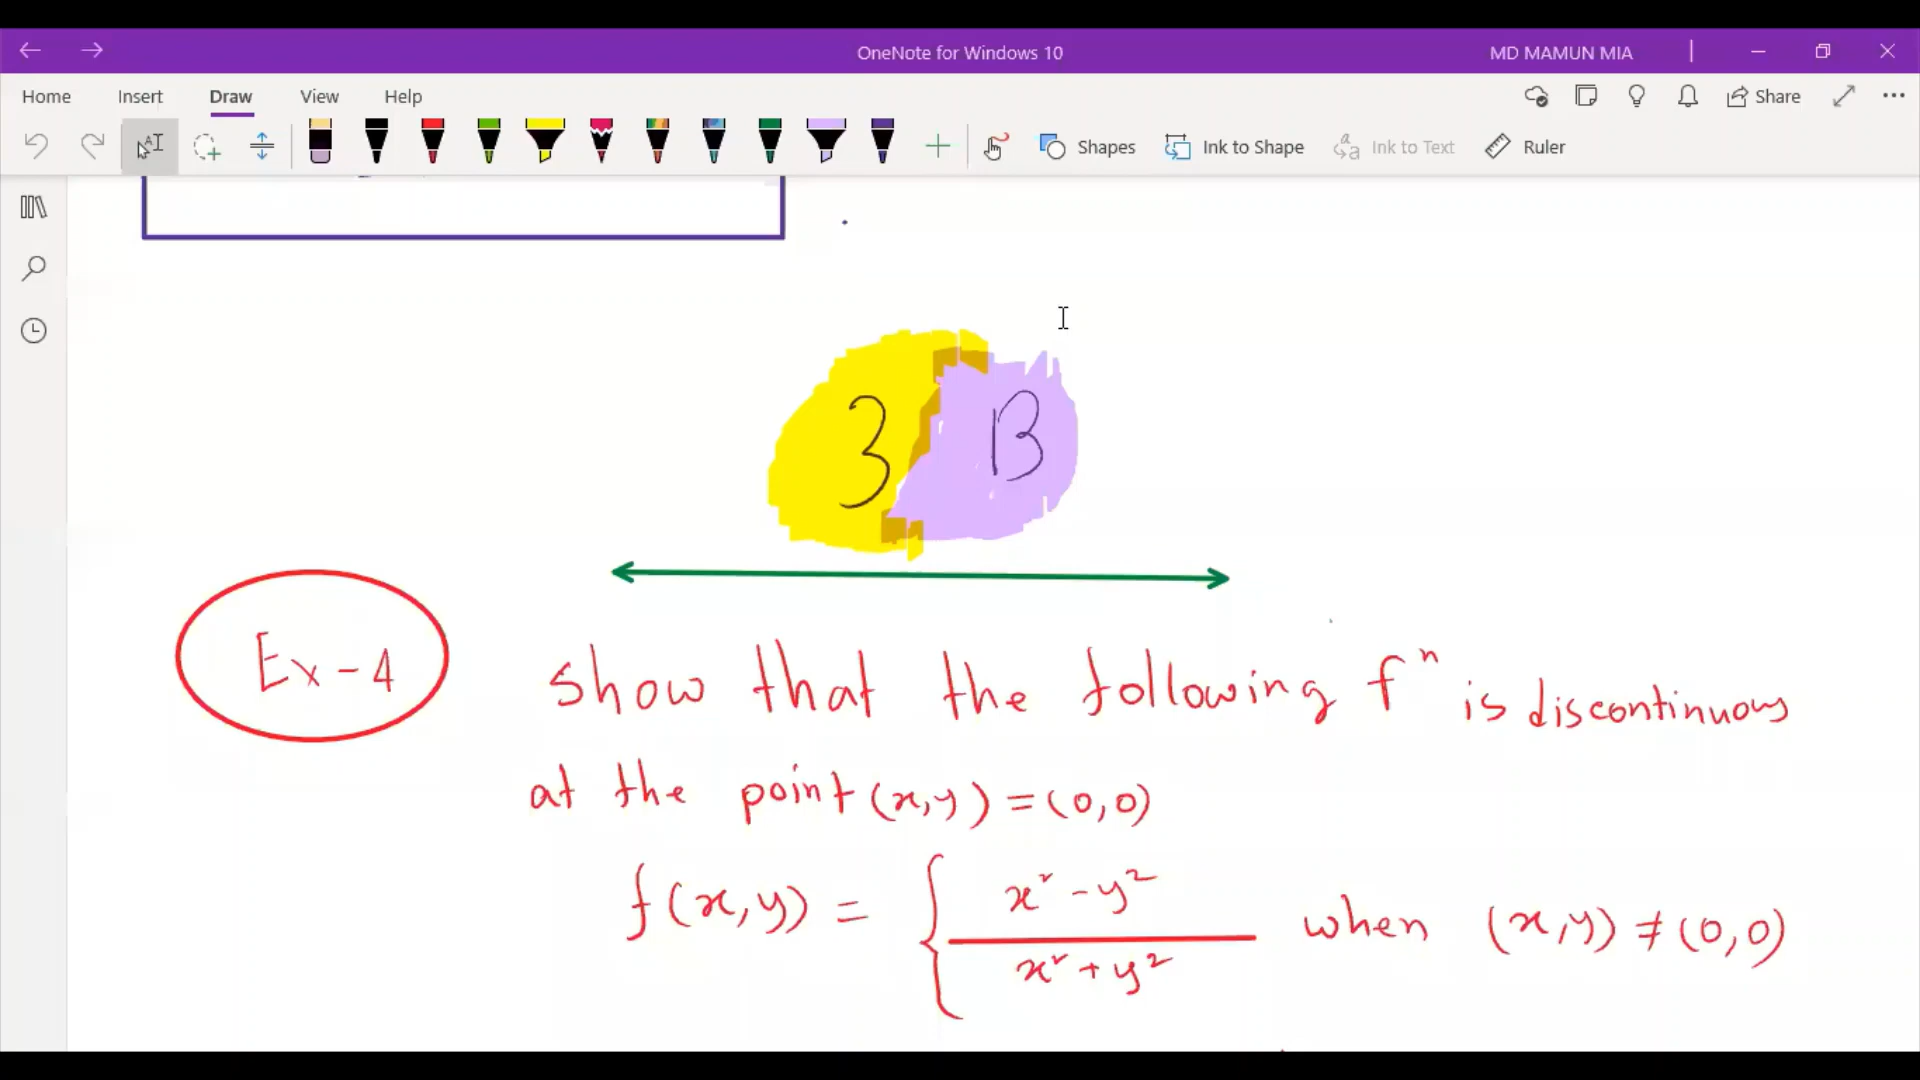 OneNote for Windows 10
MD MAMUN MIA
Home Insert Draw View Help
Share
Shapes Ink to Shape Ink to Text Ruler
3 B
Ex-4
show that the following fⁿ is discontinuous
at the point (x,y) = (0,0)
f(x,y) = { x² - y² / x² + y² when (x,y) ≠ (0,0)